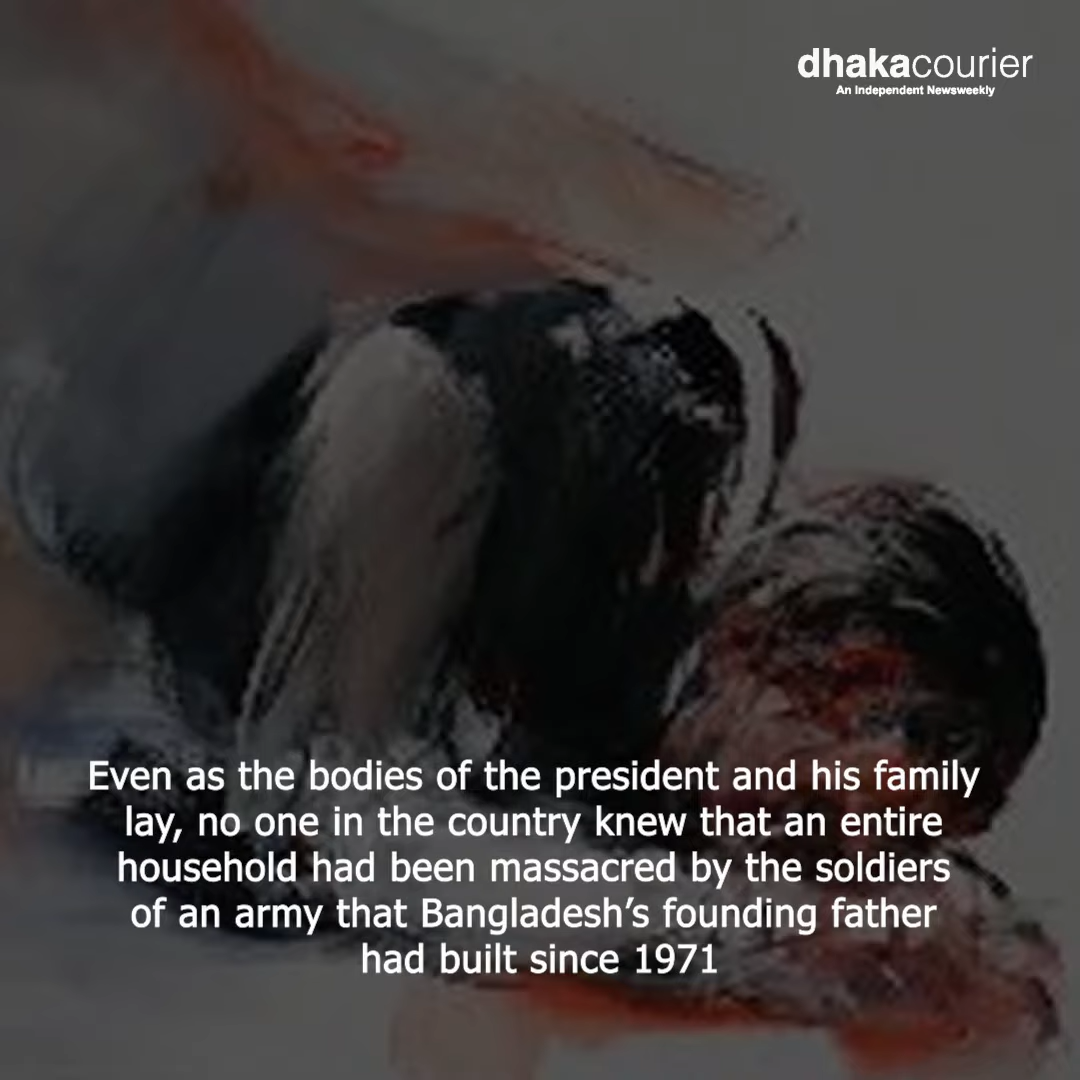 dhakacourier
An Independent Newsweekly
Even as the bodies of the president and his family
lay, no one in the country knew that an entire
household had been massacred by the soldiers
of an army that Bangladesh’s founding father
had built since 1971